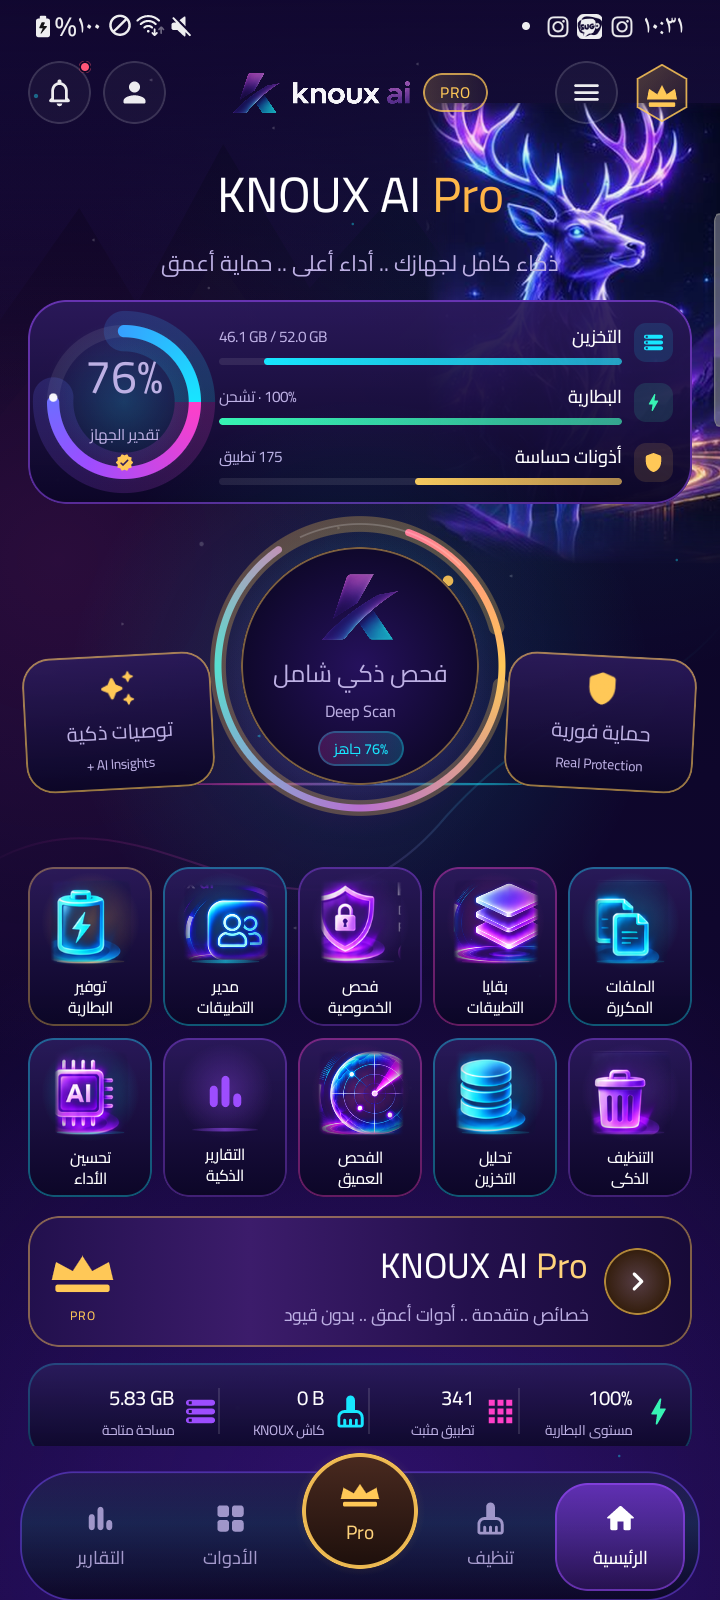 ١٠:٣١
%١٠٠
knoux ai
PRO
KNOUX AI Pro
ذكاء كامل لجهازك .. أداء أعلى .. حماية أعمق
التخزين
46.1 GB / 52.0 GB
البطارية
100% · تشحن
أذونات حساسة
175 تطبيق
76%
تقدير الجهاز
فحص ذكي شامل
Deep Scan
76% جاهز
حماية فورية
Real Protection
توصيات ذكية
AI Insights +
الملفات
المكررة
بقايا
التطبيقات
فحص
الخصوصية
مدير
التطبيقات
توفير
البطارية
التنظيف
الذكي
تحليل
التخزين
الفحص
العميق
التقارير
الذكية
AI
تحسين
الأداء
KNOUX AI Pro
خصائص متقدمة .. أدوات أعمق .. بدون قيود
PRO
100%
مستوى البطارية
341
تطبيق مثبت
0 B
كاش KNOUX
5.83 GB
مساحة متاحة
الرئيسية
تنظيف
Pro
الأدوات
التقارير